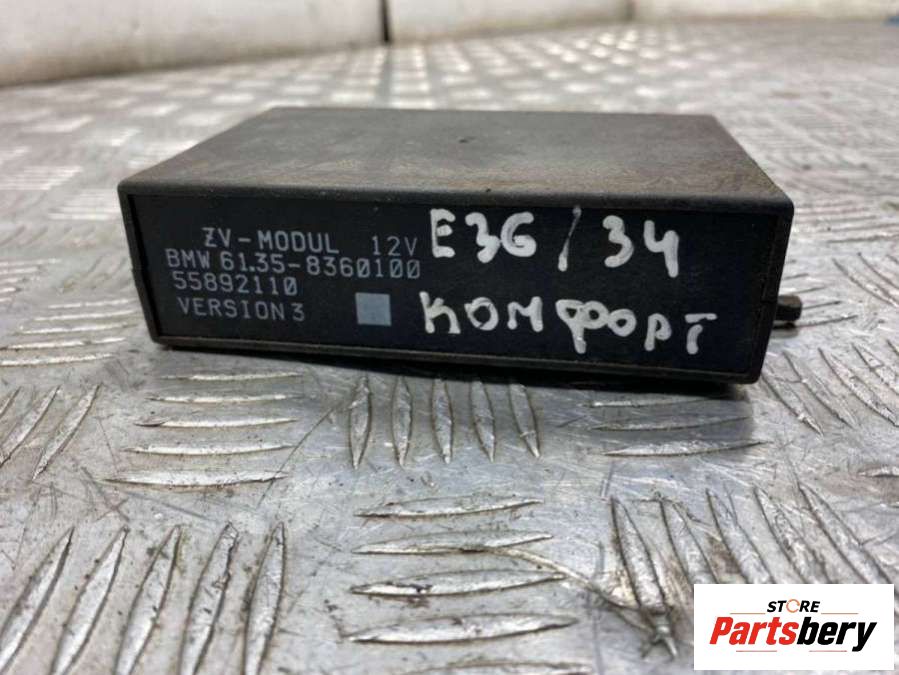 ZV-MODUL 12V
BMW 61.35-8360100
55892110
VERSION 3
E36/34
комфорт
STORE
Partsbery